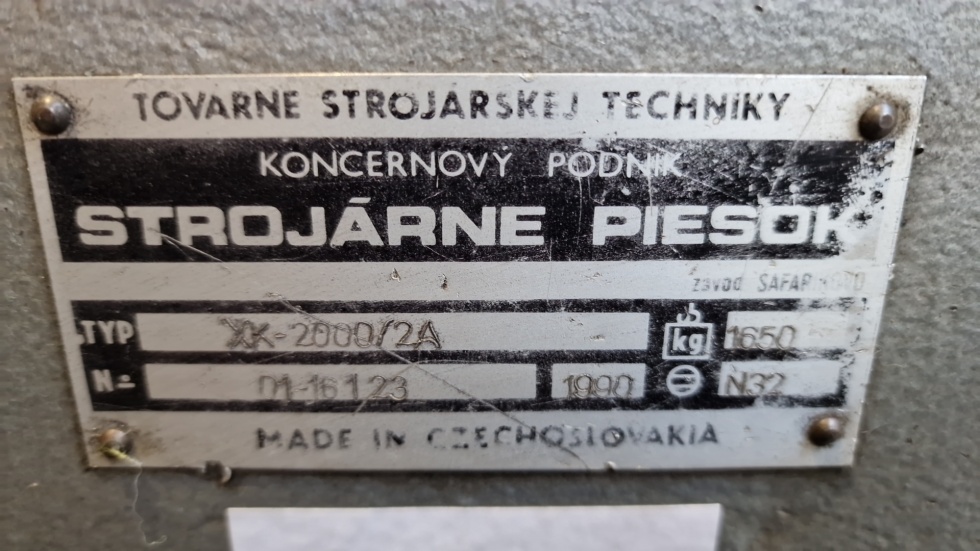 TOVARNE STROJARSKEJ TECHNIKY
KONCERNOVÝ PODNIK
STROJÁRNE PIESOK
závod
TYP XK-2000/2A kg 1650
No 01-16123 1990 N32
MADE IN CZECHOSLOVAKIA